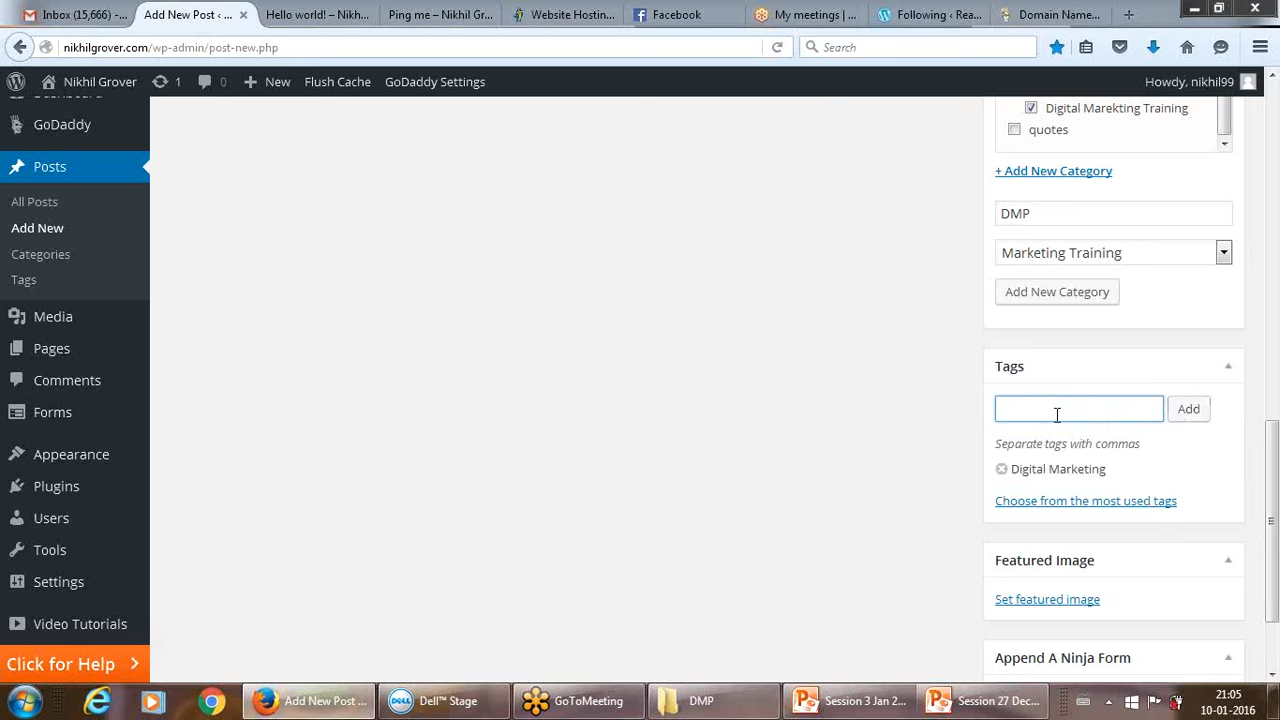 Inbox (15,666) -
Add New Post ‹ ...
Hello world! – Nikh...
Ping me – Nikhil Gr...
Website Hostin...
Facebook
My meetings | ...
Following ‹ Rea...
Domain Name...
nikhilgrover.com/wp-admin/post-new.php
Search
Nikhil Grover
1
0
New
Flush Cache
GoDaddy Settings
Howdy, nikhil99
Dashboard
GoDaddy
Posts
All Posts
Add New
Categories
Tags
Media
Pages
Comments
Forms
Appearance
Plugins
Users
Tools
Settings
Video Tutorials
Click for Help
Digital Marekting Training
quotes
+ Add New Category
DMP
Marketing Training
Add New Category
Tags
Add
Separate tags with commas
Digital Marketing
Choose from the most used tags
Featured Image
Set featured image
Append A Ninja Form
Add New Post ...
DELL
Dell™ Stage
GoToMeeting
DMP
Session 3 Jan 2...
Session 27 Dec...
21:05
10-01-2016